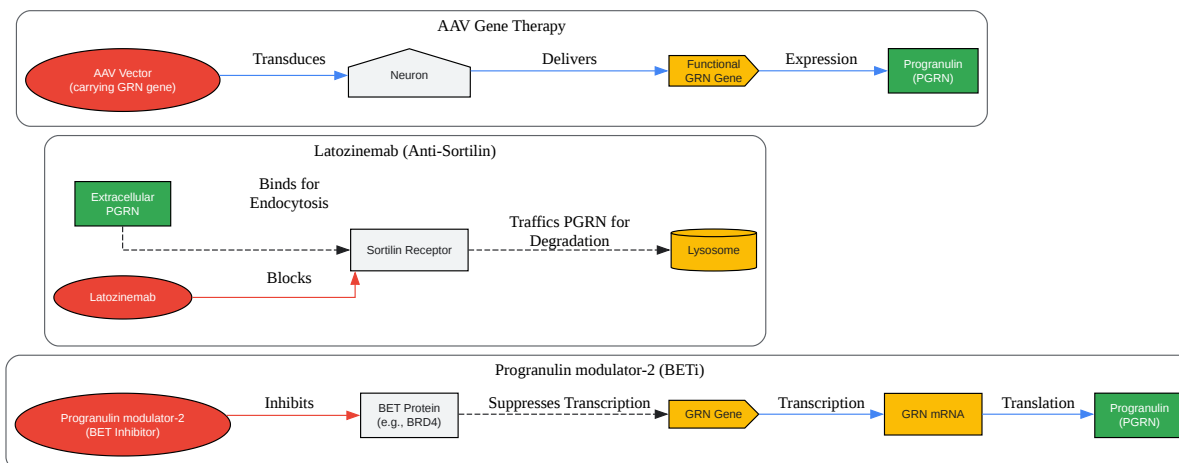 AAV Gene Therapy
AAV Vector
(carrying GRN gene)
Transduces
Neuron
Delivers
Functional
GRN Gene
Expression
Progranulin
(PGRN)
Latozinemab (Anti-Sortilin)
Extracellular
PGRN
Binds for
Endocytosis
Sortilin Receptor
Traffics PGRN for
Degradation
Lysosome
Latozinemab
Blocks
Progranulin modulator-2 (BETi)
Progranulin modulator-2
(BET Inhibitor)
Inhibits
BET Protein
(e.g., BRD4)
Suppresses Transcription
GRN Gene
Transcription
GRN mRNA
Translation
Progranulin
(PGRN)